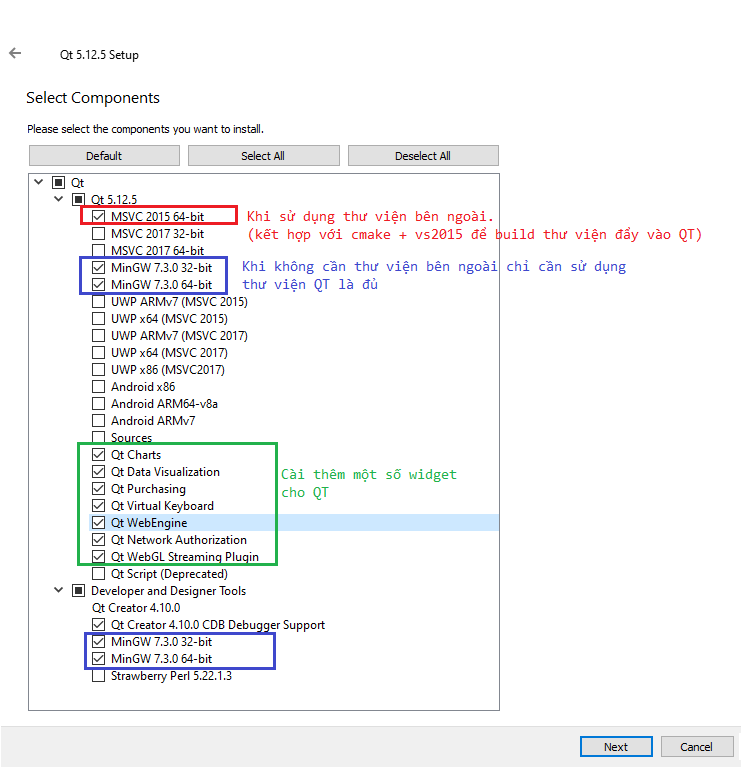 Qt 5.12.5 Setup
Select Components
Please select the components you want to install.
Default Select All Deselect All
Qt
Qt 5.12.5
MSVC 2015 64-bit Khi sử dụng thư viện bên ngoài.
MSVC 2017 32-bit (kết hợp với cmake + vs2015 để build thư viện đẩy vào QT)
MSVC 2017 64-bit
MinGW 7.3.0 32-bit Khi không cần thư viện bên ngoài chỉ cần sử dụng
MinGW 7.3.0 64-bit thư viện QT là đủ
UWP ARMv7 (MSVC 2015)
UWP x64 (MSVC 2015)
UWP ARMv7 (MSVC 2017)
UWP x64 (MSVC 2017)
UWP x86 (MSVC2017)
Android x86
Android ARM64-v8a
Android ARMv7
Sources
Qt Charts
Qt Data Visualization Cài thêm một số widget
Qt Purchasing cho QT
Qt Virtual Keyboard
Qt WebEngine
Qt Network Authorization
Qt WebGL Streaming Plugin
Qt Script (Deprecated)
Developer and Designer Tools
Qt Creator 4.10.0
Qt Creator 4.10.0 CDB Debugger Support
MinGW 7.3.0 32-bit
MinGW 7.3.0 64-bit
Strawberry Perl 5.22.1.3
Next Cancel